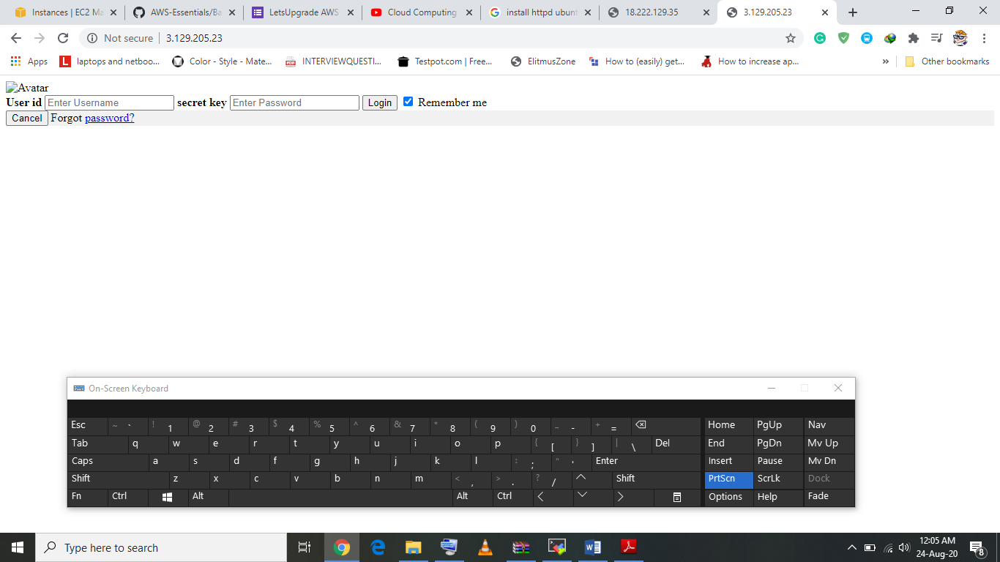 Instances | EC2 Ma
AWS-Essentials/Ba
LetsUpgrade AWS
Cloud Computing
install httpd ubunt
18.222.129.35
3.129.205.23
Not secure | 3.129.205.23
Apps
laptops and netboo...
Color - Style - Mate...
INTERVIEWQUESTI...
Testpot.com | Free...
ElitmusZone
How to (easily) get...
How to increase ap...
»
Other bookmarks
Avatar
User id Enter Username secret key Enter Password Login Remember me
Cancel Forgot password?
On-Screen Keyboard
Esc ~ ` ! 1 @ 2 # 3 $ 4 % 5 ^ 6 & 7 * 8 ( 9 ) 0 _ - + = Home PgUp Nav
Tab q w e r t y u i o p { [ } ] | \ Del End PgDn Mv Up
Caps a s d f g h j k l : ; " ' Enter Insert Pause Mv Dn
Shift z x c v b n m < , > . ? / Shift PrtScn ScrLk Dock
Fn Ctrl Alt Alt Ctrl Options Help Fade
Type here to search
12:05 AM
24-Aug-20
8